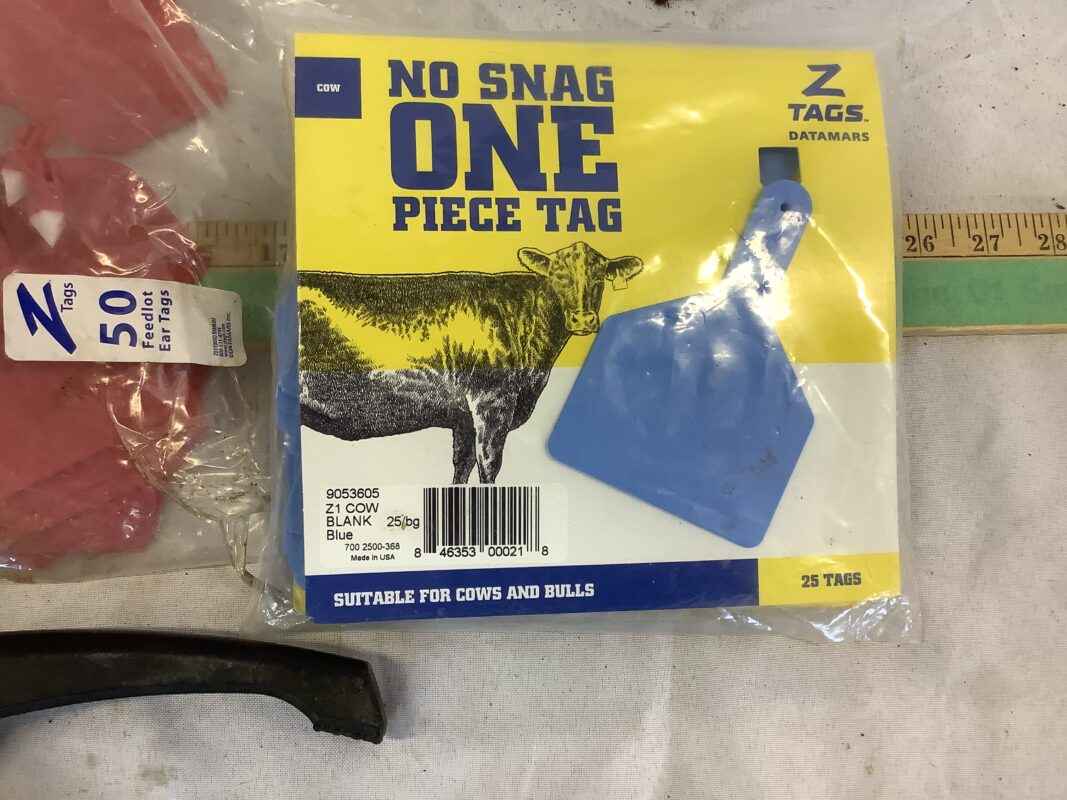 COW
NO SNAG
ONE
PIECE TAG
Z
TAGS™
DATAMARS
26 27 28
Z
Tags
50
Feedlot
Ear Tags
9053605
Z1 COW
BLANK 25/bg
Blue
700 2500-368
Made in USA
8 46353 00021 8
SUITABLE FOR COWS AND BULLS
25 TAGS